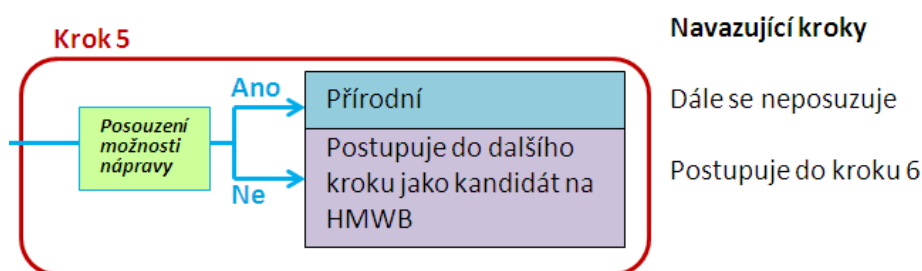 Krok 5
Navazující kroky
Posouzení
možnosti
nápravy
Ano
Přírodní
Dále se neposuzuje
Ne
Postupuje do dalšího
kroku jako kandidát na
HMWB
Postupuje do kroku 6